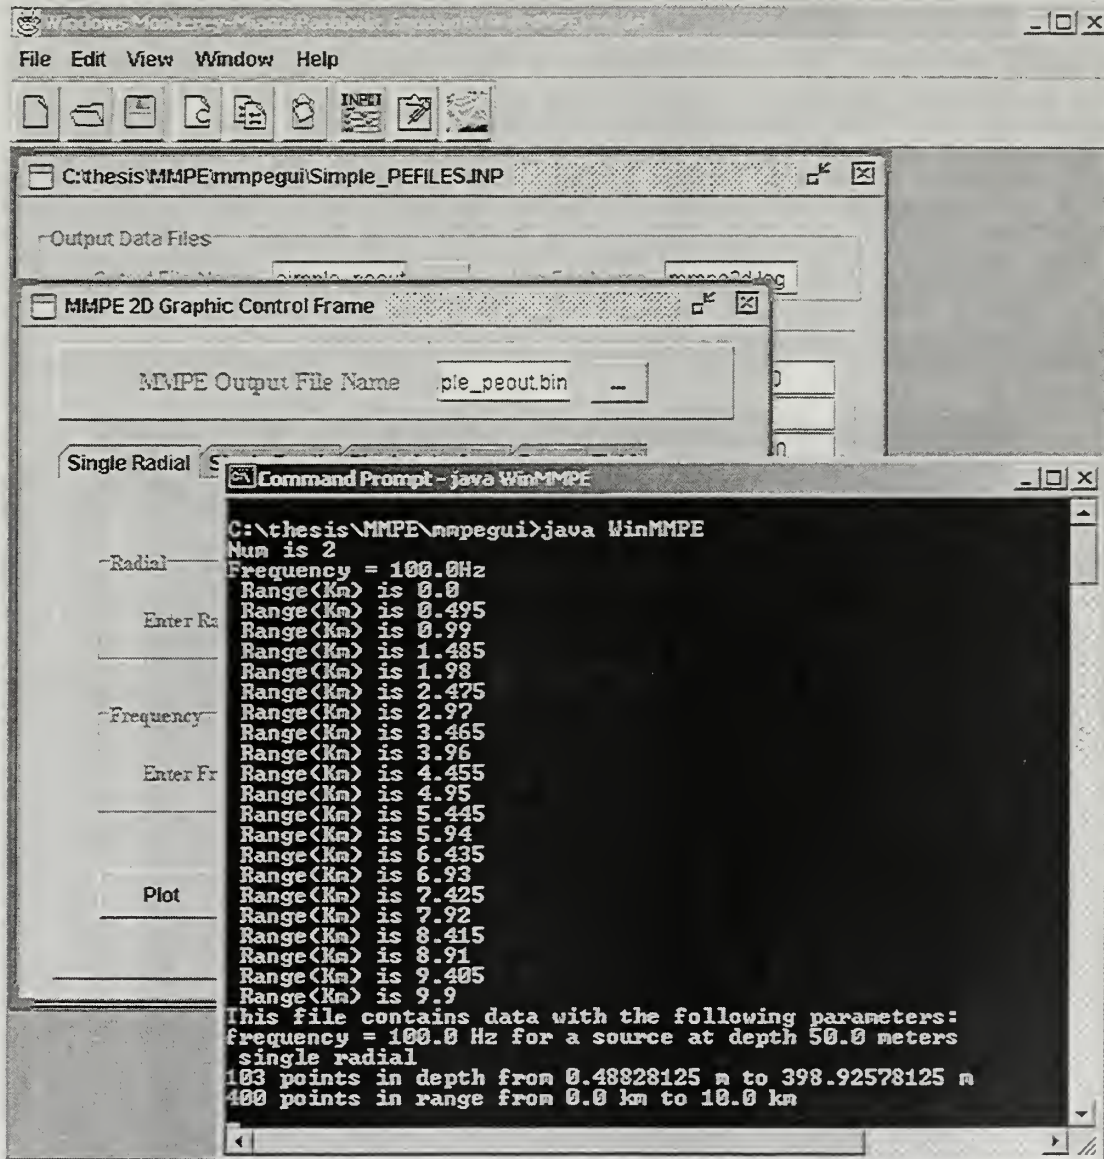 Windows Monterey-Miami Parabolic Equation
File Edit View Window Help
INPUT
C:\thesis\MMPE\mmpegui\Simple_PEFILES.INP
Output Data Files
simple_peout
mmpe2d.log
MMPE 2D Graphic Control Frame
MMPE Output File Name ple_peout.bin ...
Single Radial S
Radial
Enter Ra
Frequency
Enter Fr
Plot
Command Prompt - java WinMMPE
C:\thesis\MMPE\mmpegui>java WinMMPE
Num is 2
Frequency = 100.0Hz
Range(Km) is 0.0
Range(Km) is 0.495
Range(Km) is 0.99
Range(Km) is 1.485
Range(Km) is 1.98
Range(Km) is 2.475
Range(Km) is 2.97
Range(Km) is 3.465
Range(Km) is 3.96
Range(Km) is 4.455
Range(Km) is 4.95
Range(Km) is 5.445
Range(Km) is 5.94
Range(Km) is 6.435
Range(Km) is 6.93
Range(Km) is 7.425
Range(Km) is 7.92
Range(Km) is 8.415
Range(Km) is 8.91
Range(Km) is 9.405
Range(Km) is 9.9
This file contains data with the following parameters:
frequency = 100.0 Hz for a source at depth 50.0 meters
single radial
103 points in depth from 0.48828125 m to 398.92578125 m
400 points in range from 0.0 km to 10.0 km